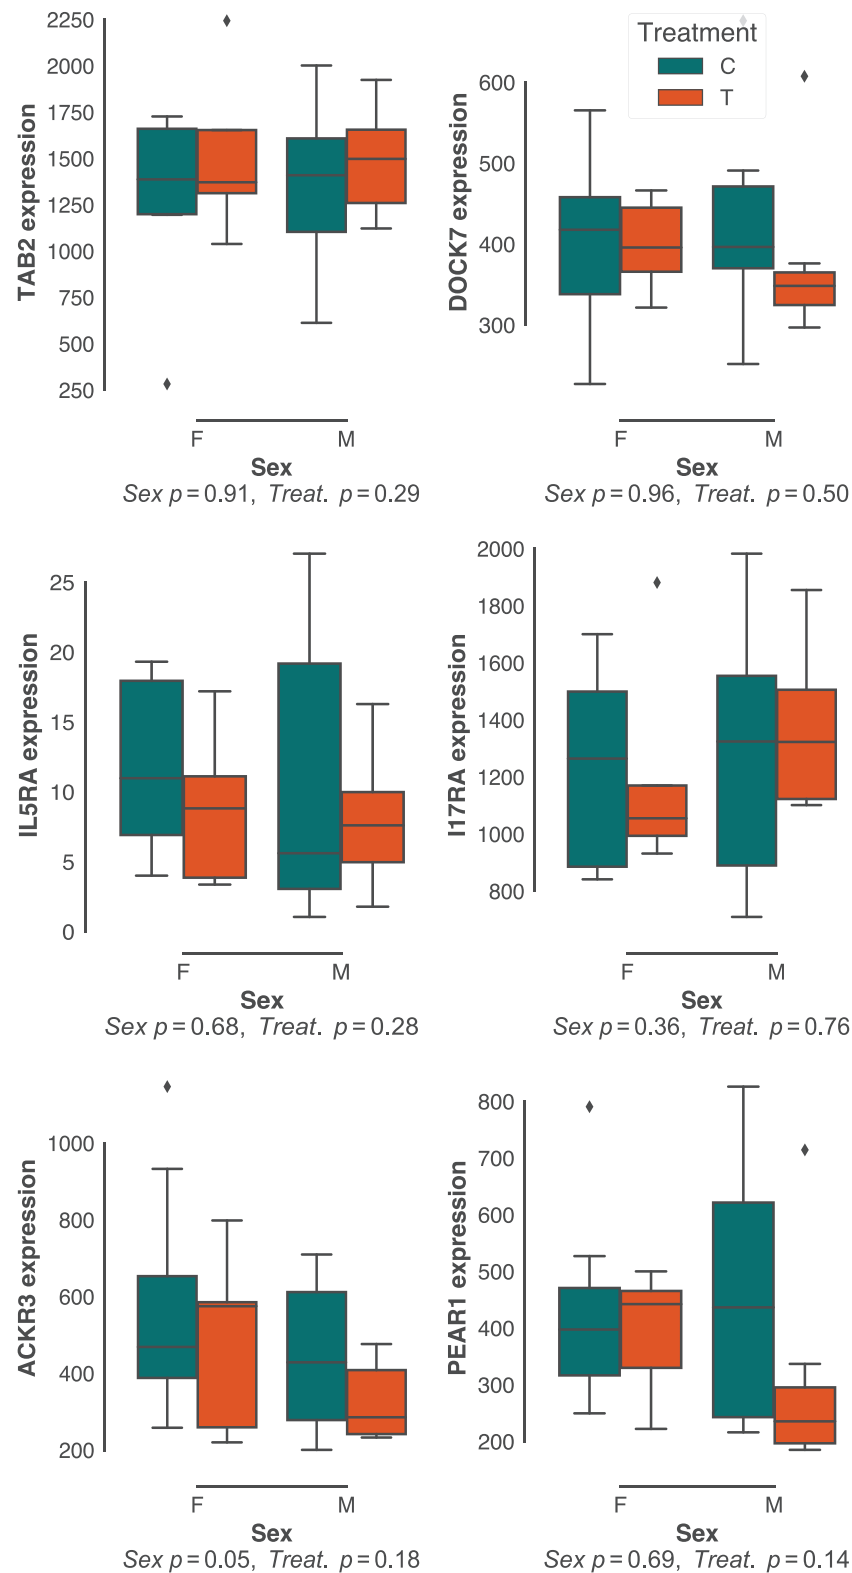 TAB2 expression
2250
2000
1750
1500
1250
1000
750
500
250
F M
Sex
Sex p = 0.91, Treat. p = 0.29
DOCK7 expression
600
500
400
300
Treatment
C
T
F M
Sex
Sex p = 0.96, Treat. p = 0.50
IL5RA expression
25
20
15
10
5
0
F M
Sex
Sex p = 0.68, Treat. p = 0.28
I17RA expression
2000
1800
1600
1400
1200
1000
800
F M
Sex
Sex p = 0.36, Treat. p = 0.76
ACKR3 expression
1000
800
600
400
200
F M
Sex
Sex p = 0.05, Treat. p = 0.18
PEAR1 expression
800
700
600
500
400
300
200
F M
Sex
Sex p = 0.69, Treat. p = 0.14